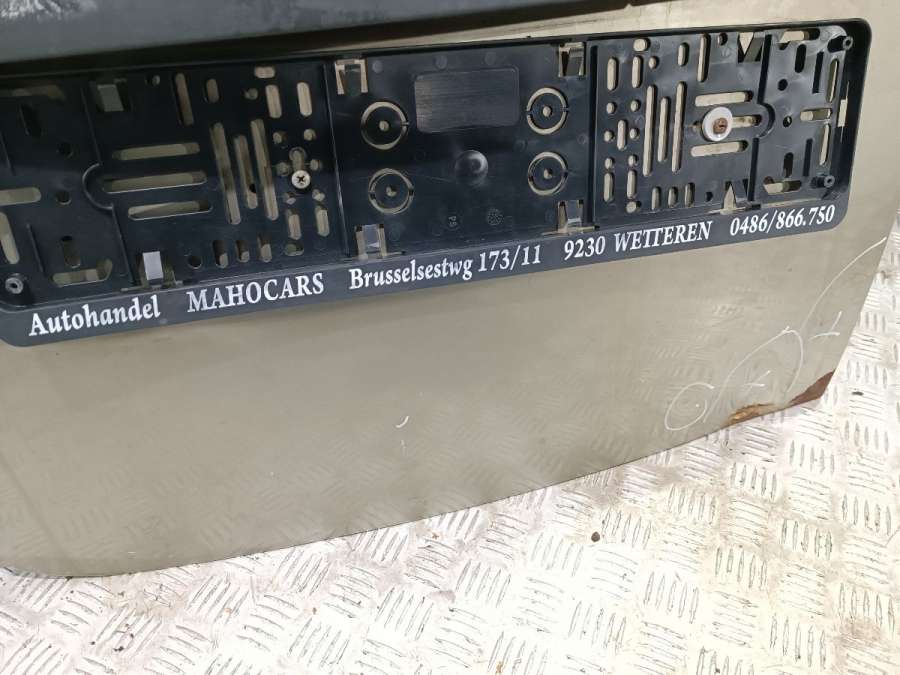 Autohandel MAHOCARS Brusselsestwg 173/11 9230 WETTEREN 0486/866.750